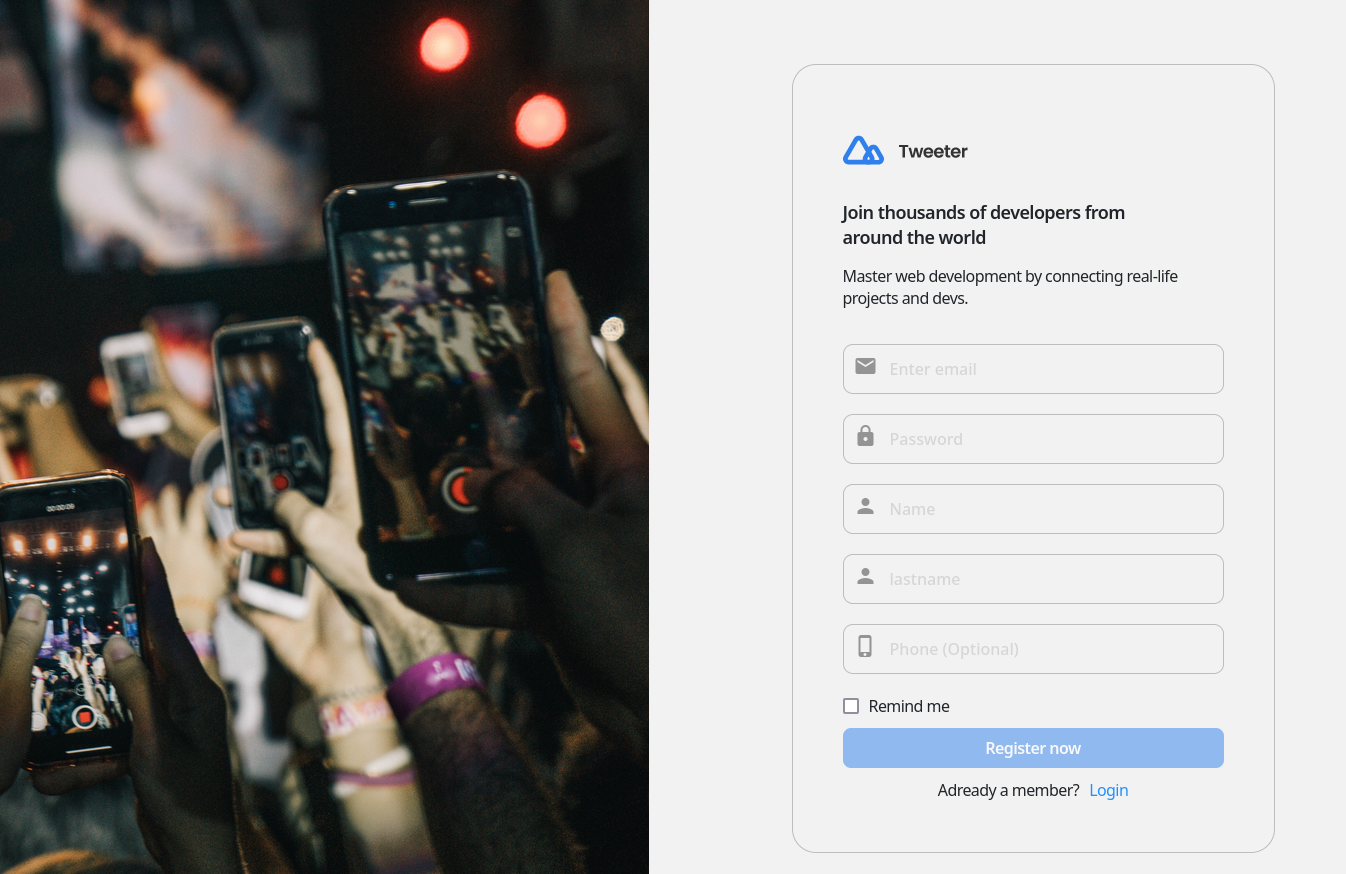 Tweeter
Join thousands of developers from
around the world
Master web development by connecting real-life
projects and devs.
Enter email
Password
Name
lastname
Phone (Optional)
Remind me
Register now
Adready a member? Login